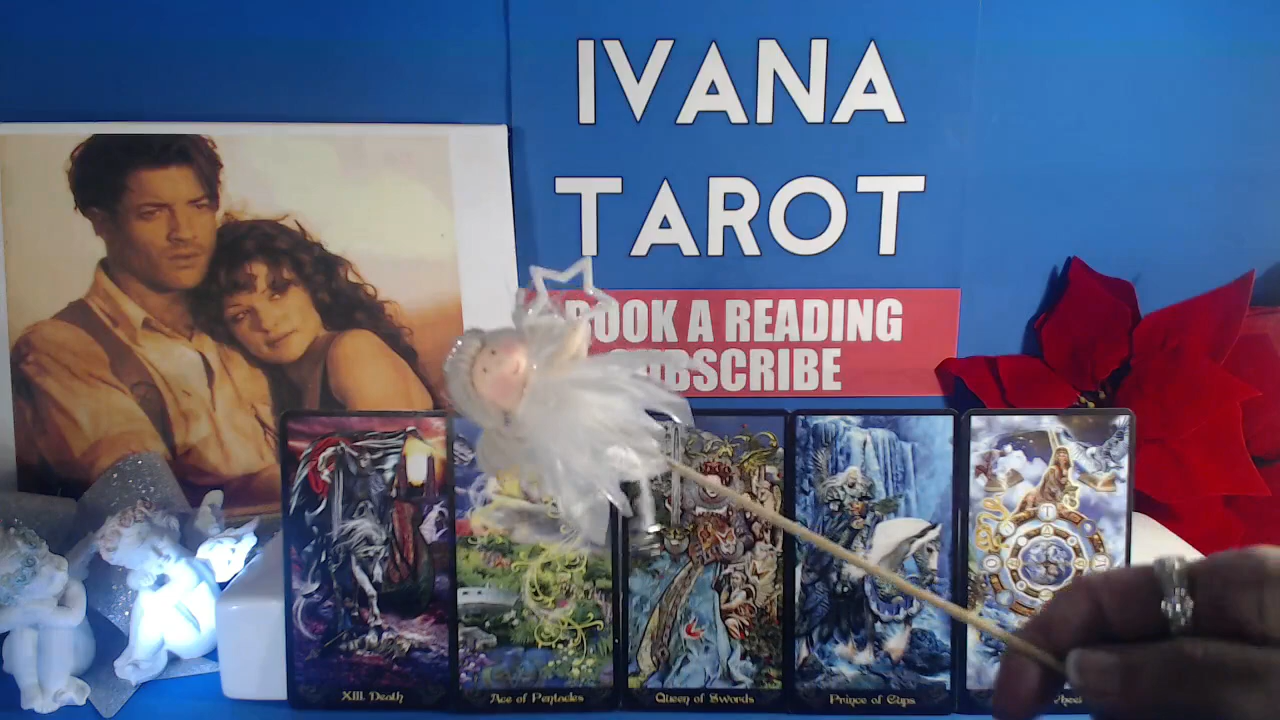 IVANA
TAROT
BOOK A READING
SUBSCRIBE
XIII. Death
Ace of Pentacles
Queen of Swords
Prince of Cups